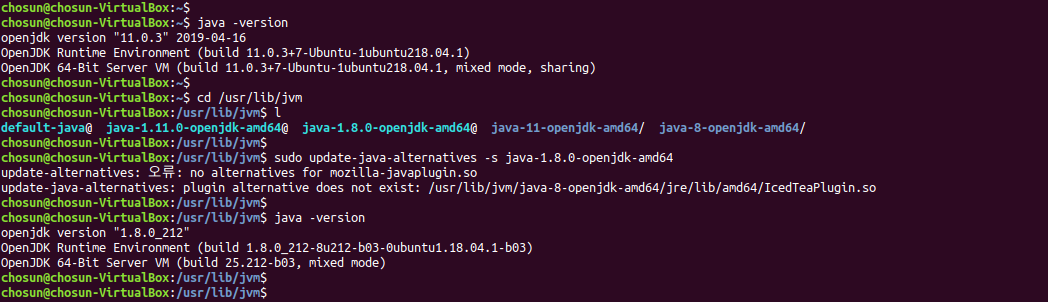 chosun@chosun-VirtualBox:~$
chosun@chosun-VirtualBox:~$ java -version
openjdk version "11.0.3" 2019-04-16
OpenJDK Runtime Environment (build 11.0.3+7-Ubuntu-1ubuntu218.04.1)
OpenJDK 64-Bit Server VM (build 11.0.3+7-Ubuntu-1ubuntu218.04.1, mixed mode, sharing)
chosun@chosun-VirtualBox:~$
chosun@chosun-VirtualBox:~$ cd /usr/lib/jvm
chosun@chosun-VirtualBox:/usr/lib/jvm$ l
default-java@  java-1.11.0-openjdk-amd64@  java-1.8.0-openjdk-amd64@  java-11-openjdk-amd64/  java-8-openjdk-amd64/
chosun@chosun-VirtualBox:/usr/lib/jvm$
chosun@chosun-VirtualBox:/usr/lib/jvm$ sudo update-java-alternatives -s java-1.8.0-openjdk-amd64
update-alternatives: 오류: no alternatives for mozilla-javaplugin.so
update-java-alternatives: plugin alternative does not exist: /usr/lib/jvm/java-8-openjdk-amd64/jre/lib/amd64/IcedTeaPlugin.so
chosun@chosun-VirtualBox:/usr/lib/jvm$
chosun@chosun-VirtualBox:/usr/lib/jvm$ java -version
openjdk version "1.8.0_212"
OpenJDK Runtime Environment (build 1.8.0_212-8u212-b03-0ubuntu1.18.04.1-b03)
OpenJDK 64-Bit Server VM (build 25.212-b03, mixed mode)
chosun@chosun-VirtualBox:/usr/lib/jvm$
chosun@chosun-VirtualBox:/usr/lib/jvm$